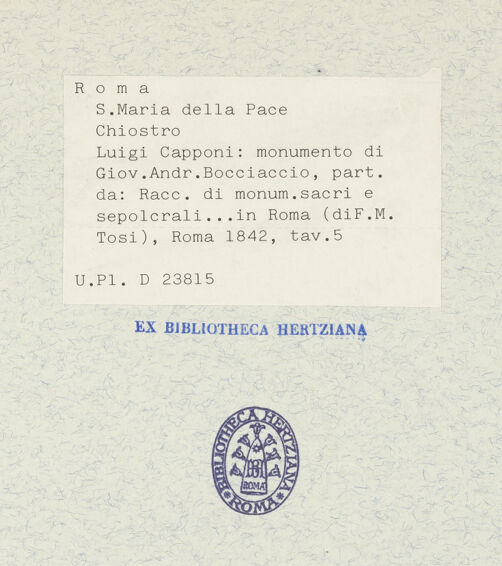 R o m a
S.Maria della Pace
Chiostro
Luigi Capponi: monumento di
Giov.Andr.Bocciaccio, part.
da: Racc. di monum.sacri e
sepolcrali...in Roma (diF.M.
Tosi), Roma 1842, tav.5
U.Pl. D 23815
EX BIBLIOTHECA HERTZIANA
BIBLIOTHECA HERTZIANA
BH
ROMA
* ROMA *